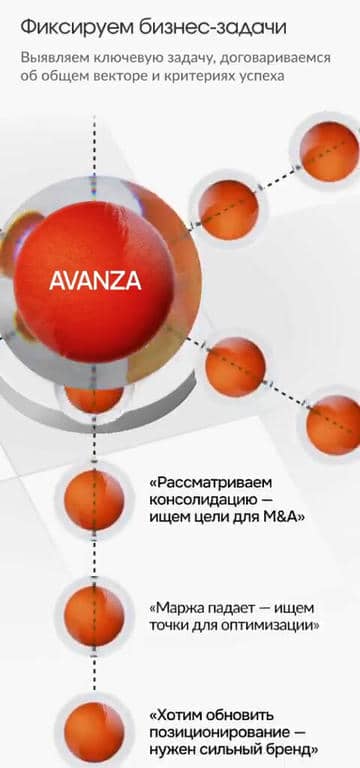 Фиксируем бизнес-задачи
Выявляем ключевую задачу, договариваемся
об общем векторе и критериях успеха
AVANZA
«Рассматриваем
консолидацию —
ищем цели для M&A»
«Маржа падает — ищем
точки для оптимизации»
«Хотим обновить
позиционирование —
нужен сильный бренд»